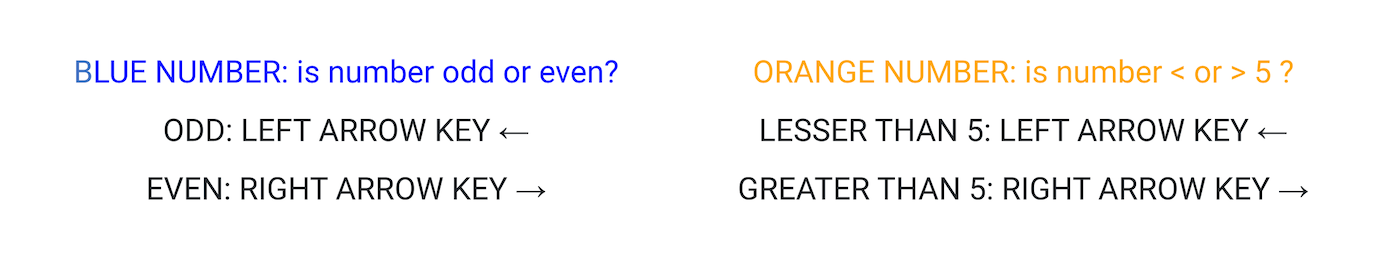 BLUE NUMBER: is number odd or even?
ODD: LEFT ARROW KEY ←
EVEN: RIGHT ARROW KEY →
ORANGE NUMBER: is number < or > 5 ?
LESSER THAN 5: LEFT ARROW KEY ←
GREATER THAN 5: RIGHT ARROW KEY →